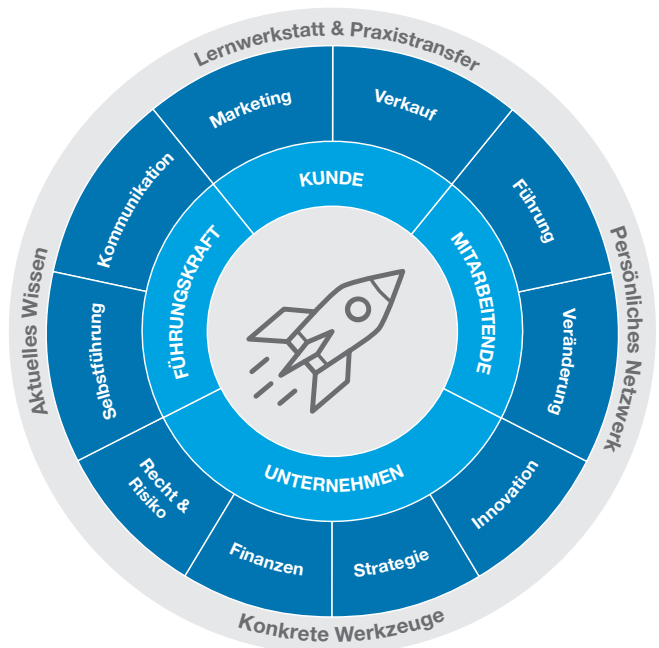 Lernwerkstatt & Praxistransfer
Marketing
Verkauf
Kommunikation
KUNDE
Führung
FÜHRUNGSKRAFT
MITARBEITENDE
Aktuelles Wissen
Persönliches Netzwerk
Selbstführung
Veränderung
UNTERNEHMEN
Recht &
Risiko
Innovation
Finanzen
Strategie
Konkrete Werkzeuge